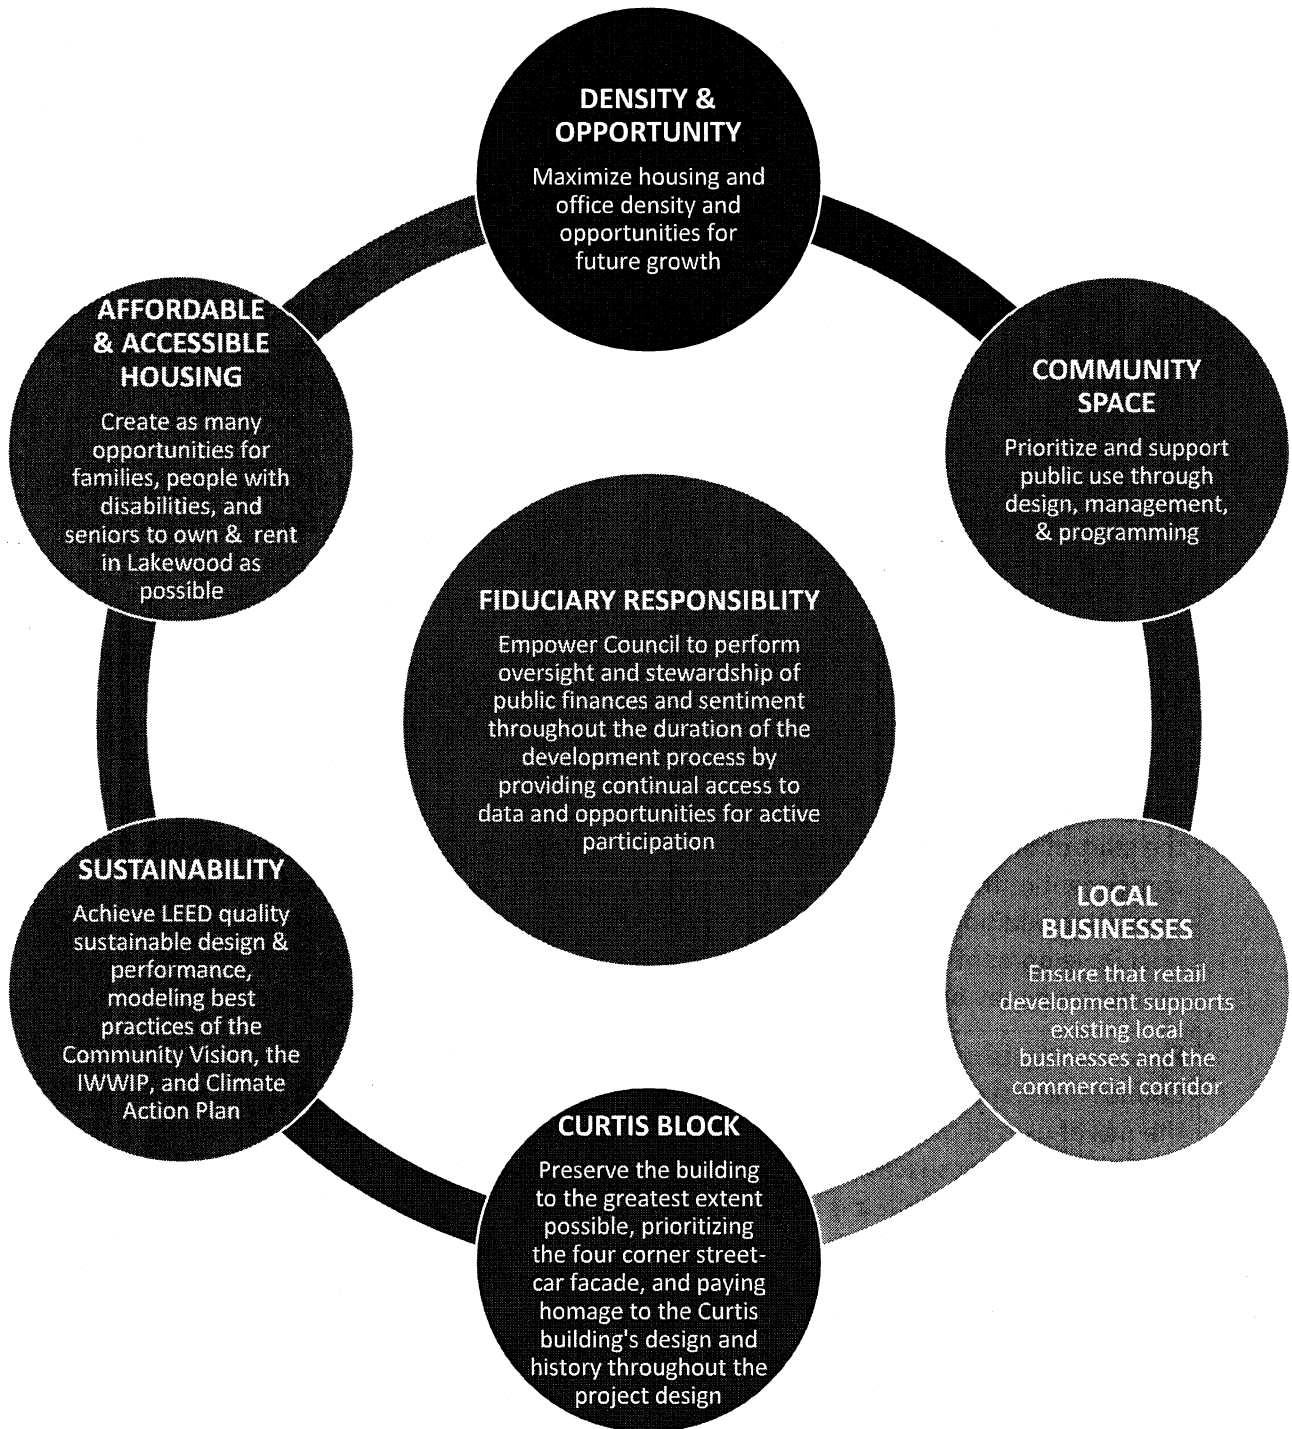 DENSITY &
OPPORTUNITY
Maximize housing and
office density and
opportunities for
future growth
COMMUNITY
SPACE
Prioritize and support
public use through
design, management,
& programming
LOCAL
BUSINESSES
Ensure that retail
development supports
existing local
businesses and the
commercial corridor
CURTIS BLOCK
Preserve the building
to the greatest extent
possible, prioritizing
the four corner street-
car facade, and paying
homage to the Curtis
building's design and
history throughout the
project design
SUSTAINABILITY
Achieve LEED quality
sustainable design &
performance,
modeling best
practices of the
Community Vision, the
IWWIP, and Climate
Action Plan
AFFORDABLE
& ACCESSIBLE
HOUSING
Create as many
opportunities for
families, people with
disabilities, and
seniors to own & rent
in Lakewood as
possible
FIDUCIARY RESPONSIBLITY
Empower Council to perform
oversight and stewardship of
public finances and sentiment
throughout the duration of the
development process by
providing continual access to
data and opportunities for active
participation